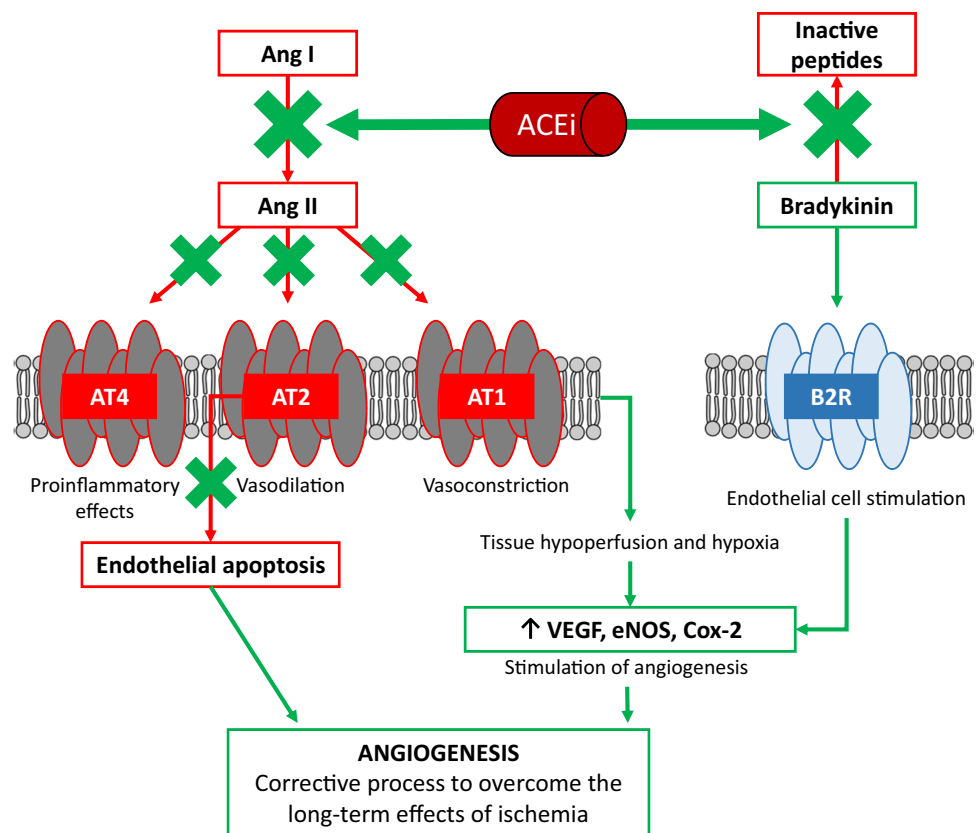 Ang I
Inactive
peptides
ACEi
Ang II
Bradykinin
AT4
AT2
AT1
B2R
Proinflammatory
effects
Vasodilation
Vasoconstriction
Endothelial cell stimulation
Endothelial apoptosis
Tissue hypoperfusion and hypoxia
↑ VEGF, eNOS, Cox-2
Stimulation of angiogenesis
ANGIOGENESIS
Corrective process to overcome the
long-term effects of ischemia